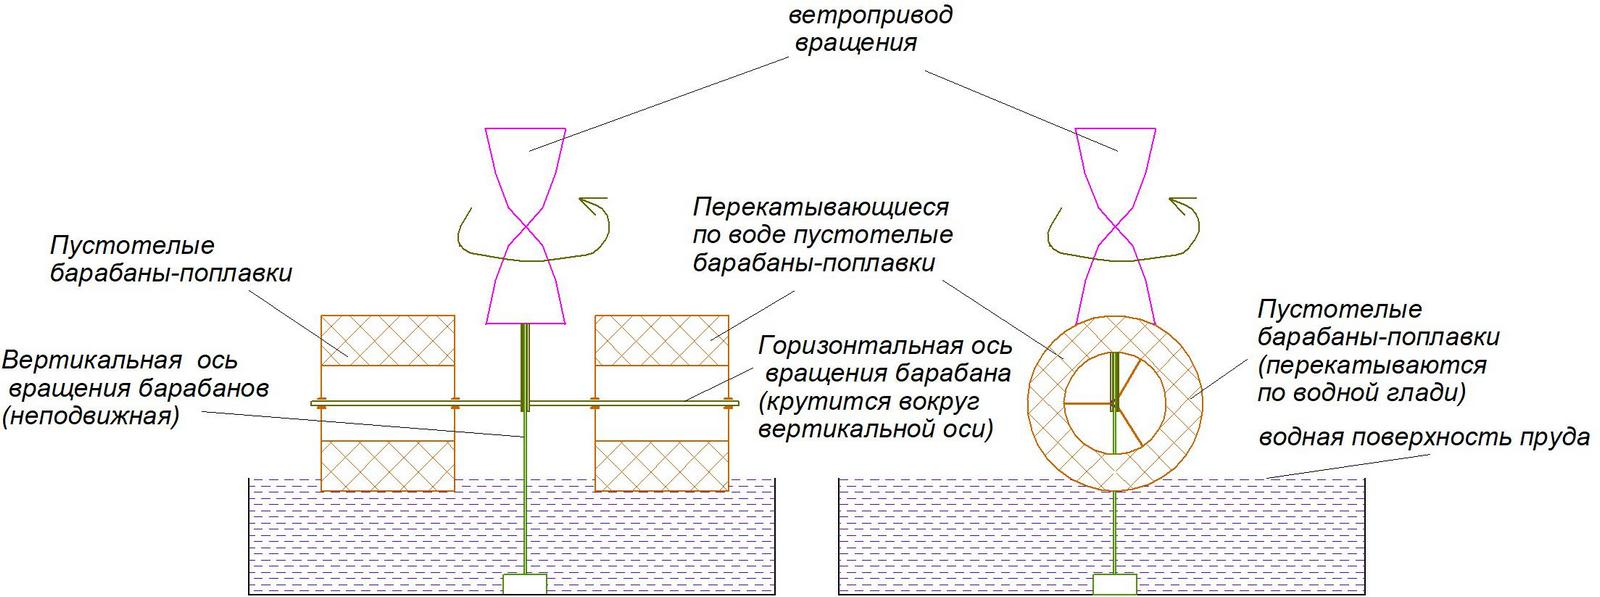 ветропривод
вращения
Пустотелые
барабаны-поплавки
Перекатывающиеся
по воде пустотелые
барабаны-поплавки
Вертикальная ось
вращения барабанов
(неподвижная)
Горизонтальная ось
вращения барабана
(крутится вокруг
вертикальной оси)
Пустотелые
барабаны-поплавки
(перекатываются
по водной глади)
водная поверхность пруда